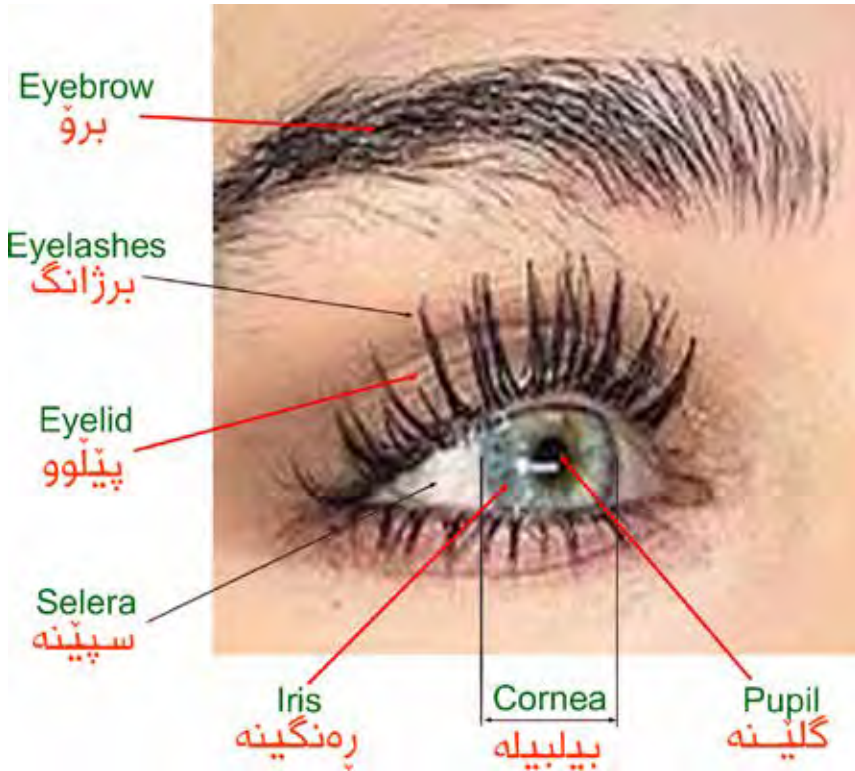 Eyebrow
برۆ
Eyelashes
برژانگ
Eyelid
پێڵوو
Selera
سپێنە
Iris
ڕەنگینە
Cornea
بیلبیلە
Pupil
گلێنە